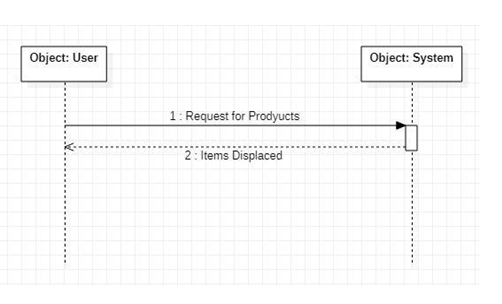 Object: User
Object: System
1 : Request for Prodyucts
2 : Items Displaced